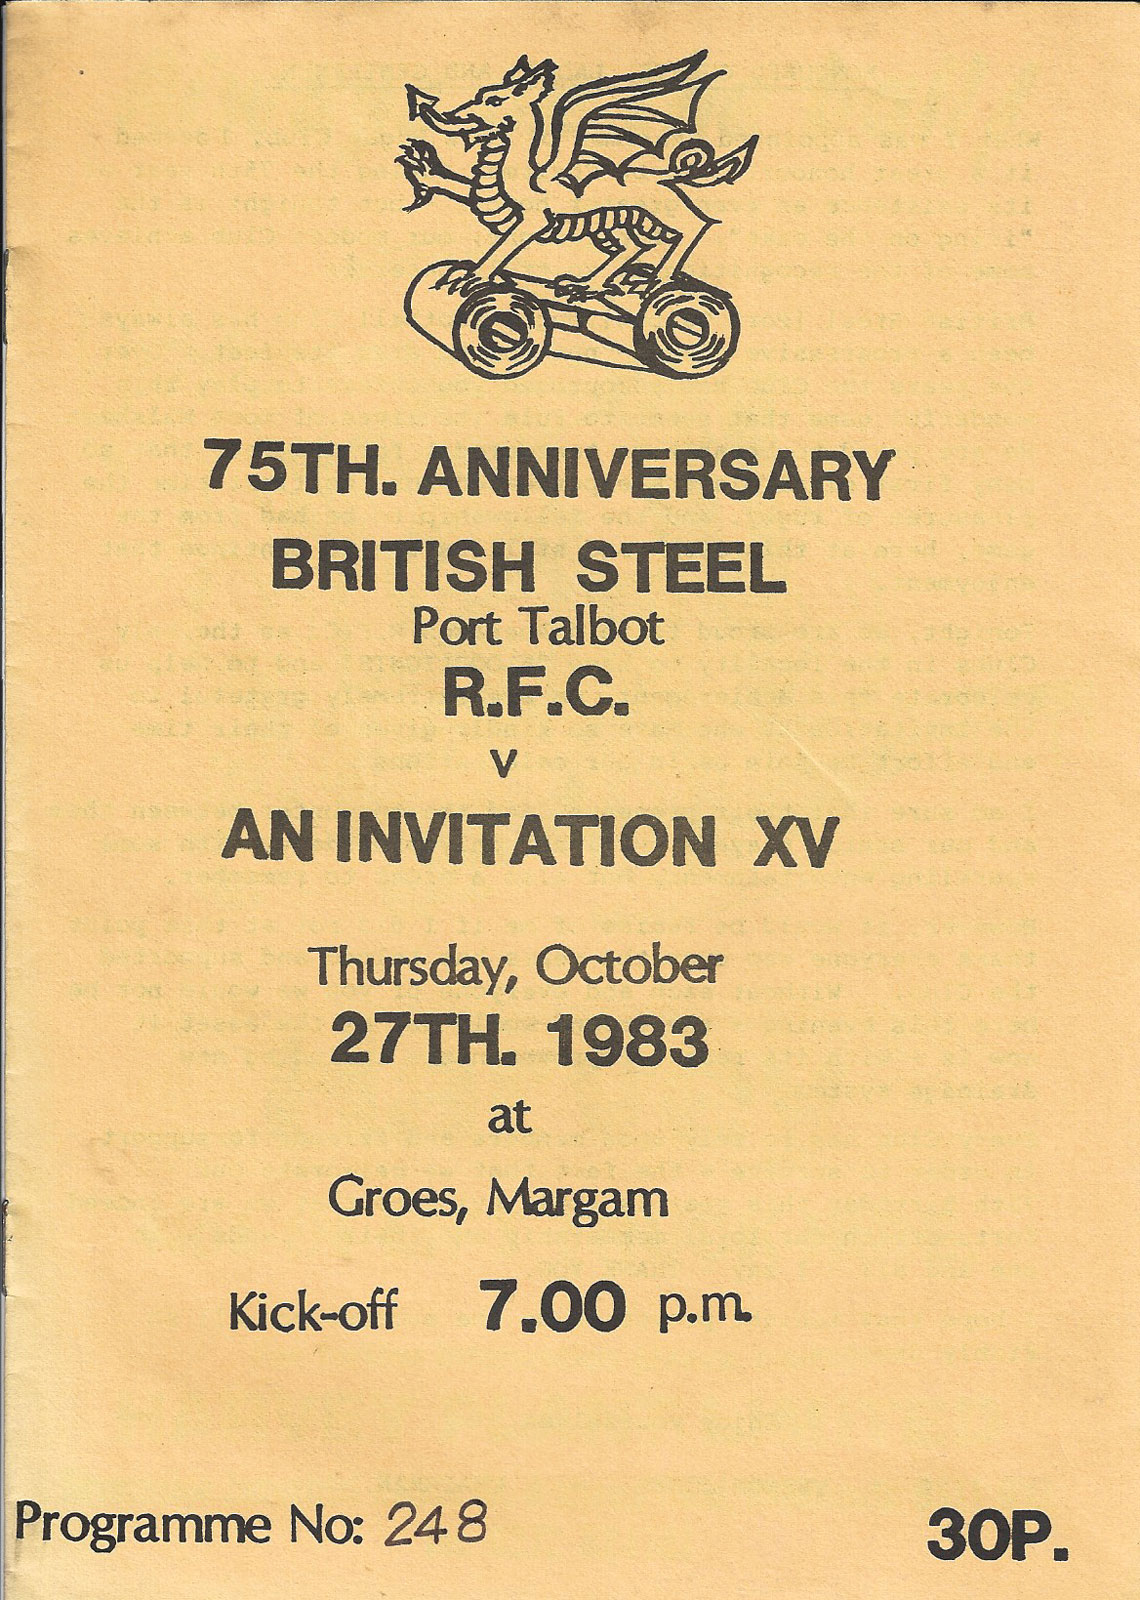 75TH. ANNIVERSARY
BRITISH STEEL
Port Talbot
R.F.C.
v
AN INVITATION XV
Thursday, October
27TH. 1983
at
Groes, Margam
Kick-off 7.00 p.m.
Programme No: 248
30P.